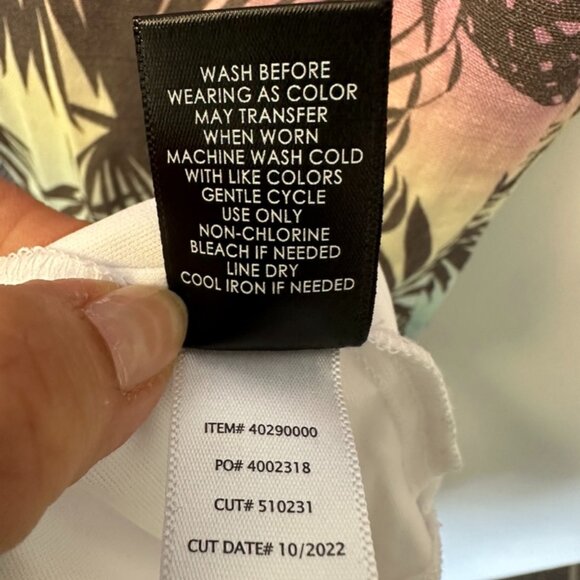 WASH BEFORE
WEARING AS COLOR
MAY TRANSFER
WHEN WORN
MACHINE WASH COLD
WITH LIKE COLORS
GENTLE CYCLE
USE ONLY
NON-CHLORINE
BLEACH IF NEEDED
LINE DRY
COOL IRON IF NEEDED
ITEM# 40290000
PO# 4002318
CUT# 510231
CUT DATE# 10/2022